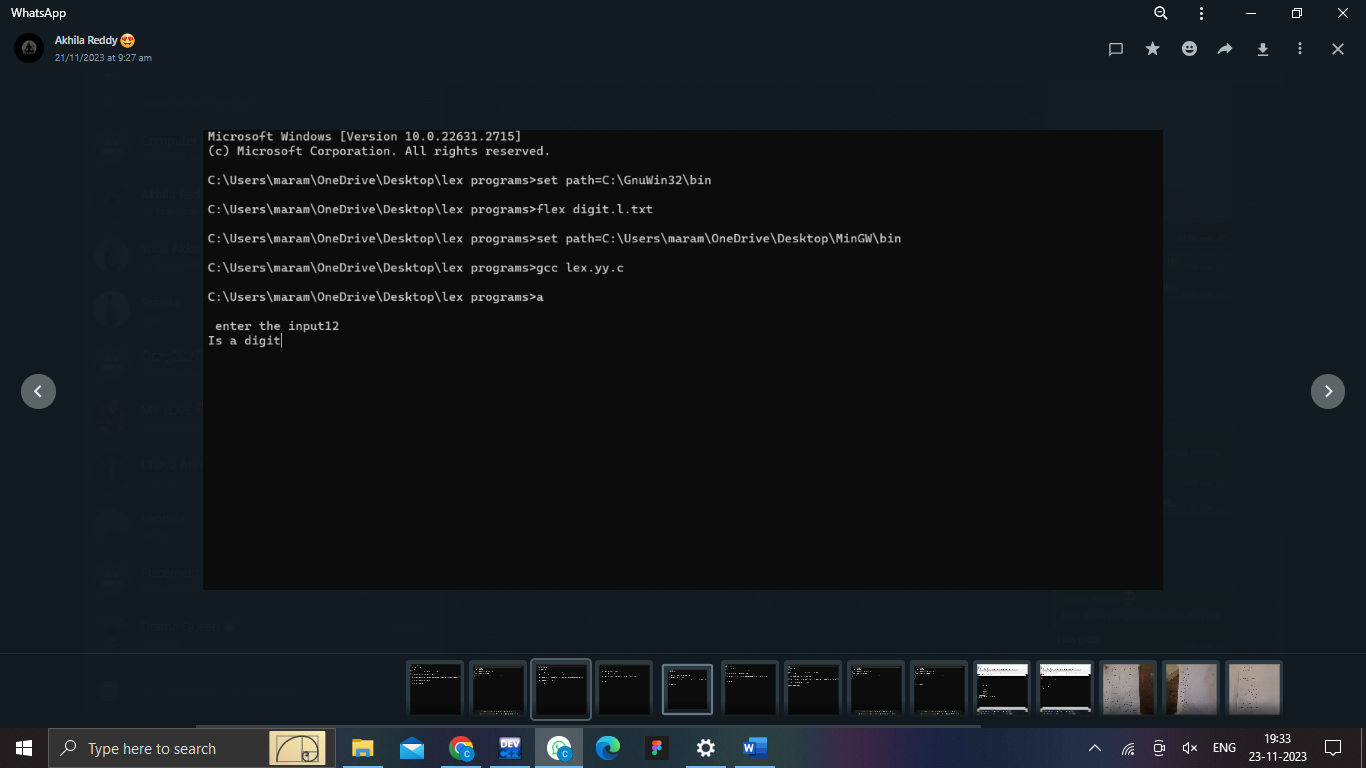 WhatsApp
Akhila Reddy
21/11/2023 at 9:27 am
Microsoft Windows [Version 10.0.22631.2715]
(c) Microsoft Corporation. All rights reserved.
C:\Users\maram\OneDrive\Desktop\lex programs>set path=C:\GnuWin32\bin
C:\Users\maram\OneDrive\Desktop\lex programs>flex digit.l.txt
C:\Users\maram\OneDrive\Desktop\lex programs>set path=C:\Users\maram\OneDrive\Desktop\MinGW\bin
C:\Users\maram\OneDrive\Desktop\lex programs>gcc lex.yy.c
C:\Users\maram\OneDrive\Desktop\lex programs>a
enter the input12
Is a digit
Type here to search
DEV
ENG
19:33
23-11-2023